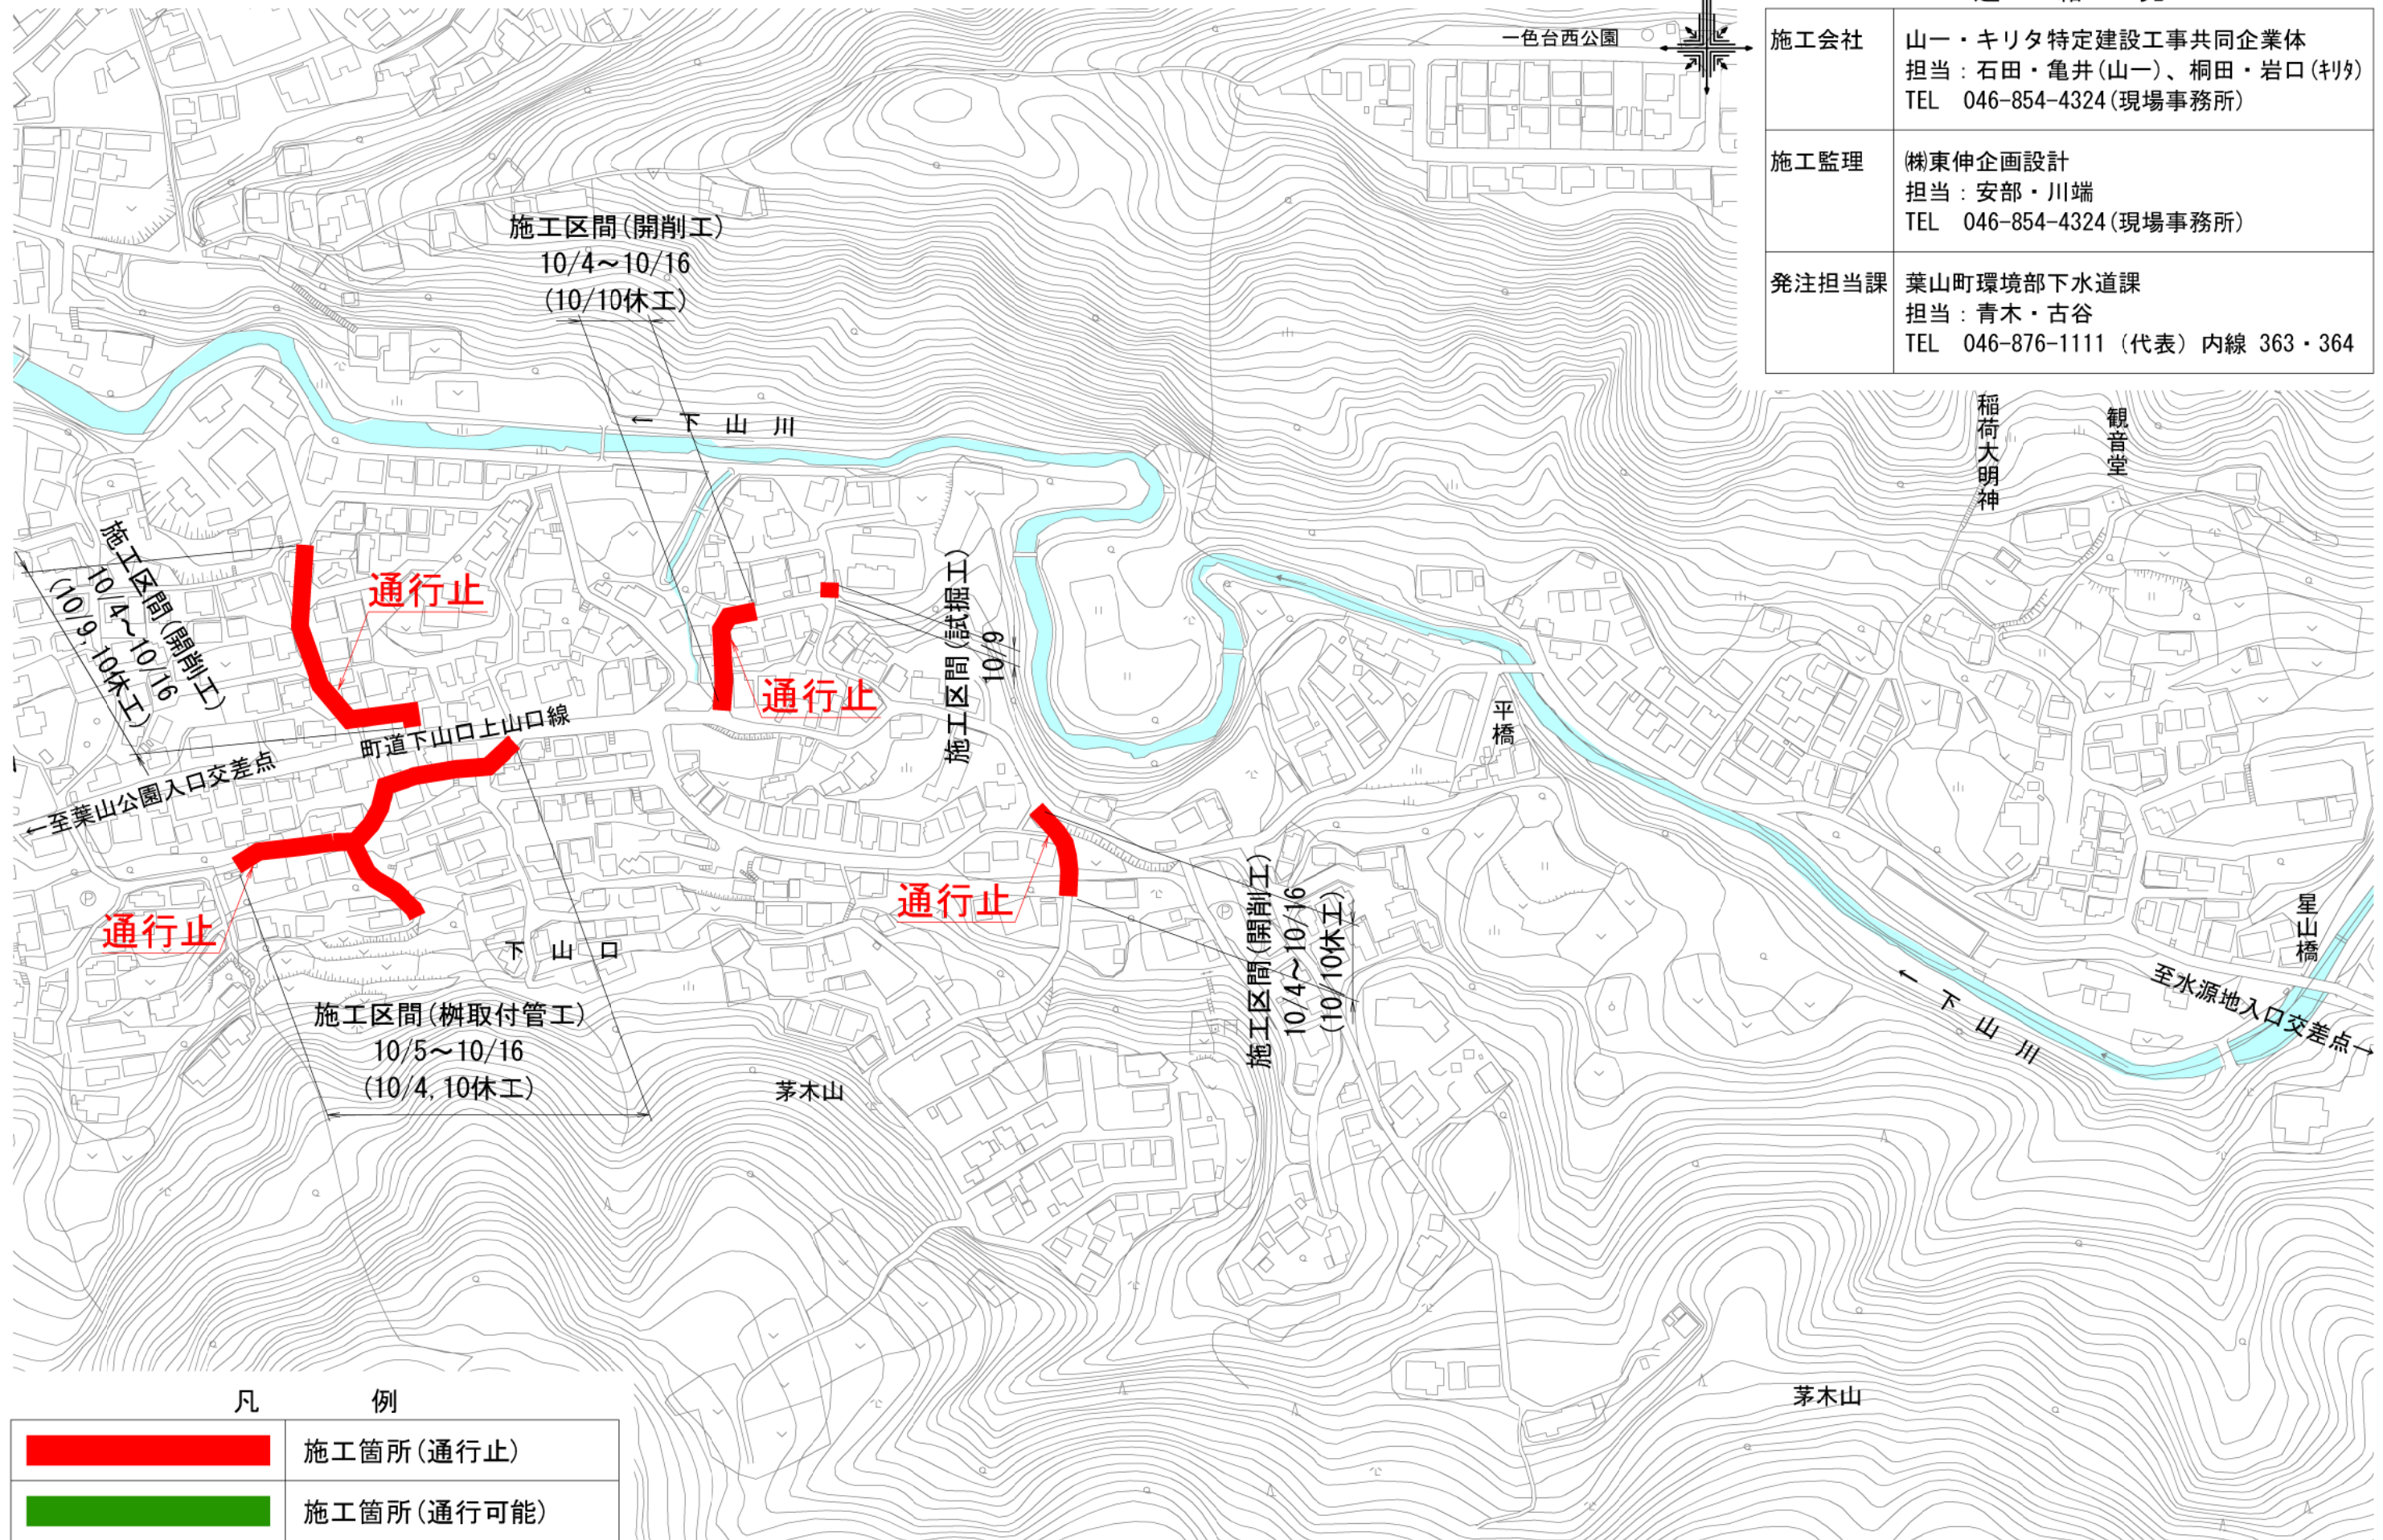 一色台西公園
施工会社
山一・キリタ特定建設工事共同企業体
担当：石田・亀井(山一)、桐田・岩口(ｷﾘﾀ)
TEL 046-854-4324(現場事務所)
施工監理
㈱東伸企画設計
担当：安部・川端
TEL 046-854-4324(現場事務所)
発注担当課
葉山町環境部下水道課
担当：青木・古谷
TEL 046-876-1111（代表）内線 363・364
施工区間(開削工)
10/4～10/16
(10/10休工)
← 下 山 川
稲荷大明神
観音堂
施工区間(開削工)
10/4～10/16
(10/9,10休工)
通行止
通行止
施工区間(試掘工)
10/9
平橋
町道下山口上山口線
←至葉山公園入口交差点
通行止
通行止
下 山 口
施工区間(開削工)
10/4～10/16
(10/10休工)
星山橋
至水源地入口交差点→
← 下 山 川
施工区間(桝取付管工)
10/5～10/16
(10/4,10休工)
茅木山
茅木山
凡 例
施工箇所(通行止)
施工箇所(通行可能)